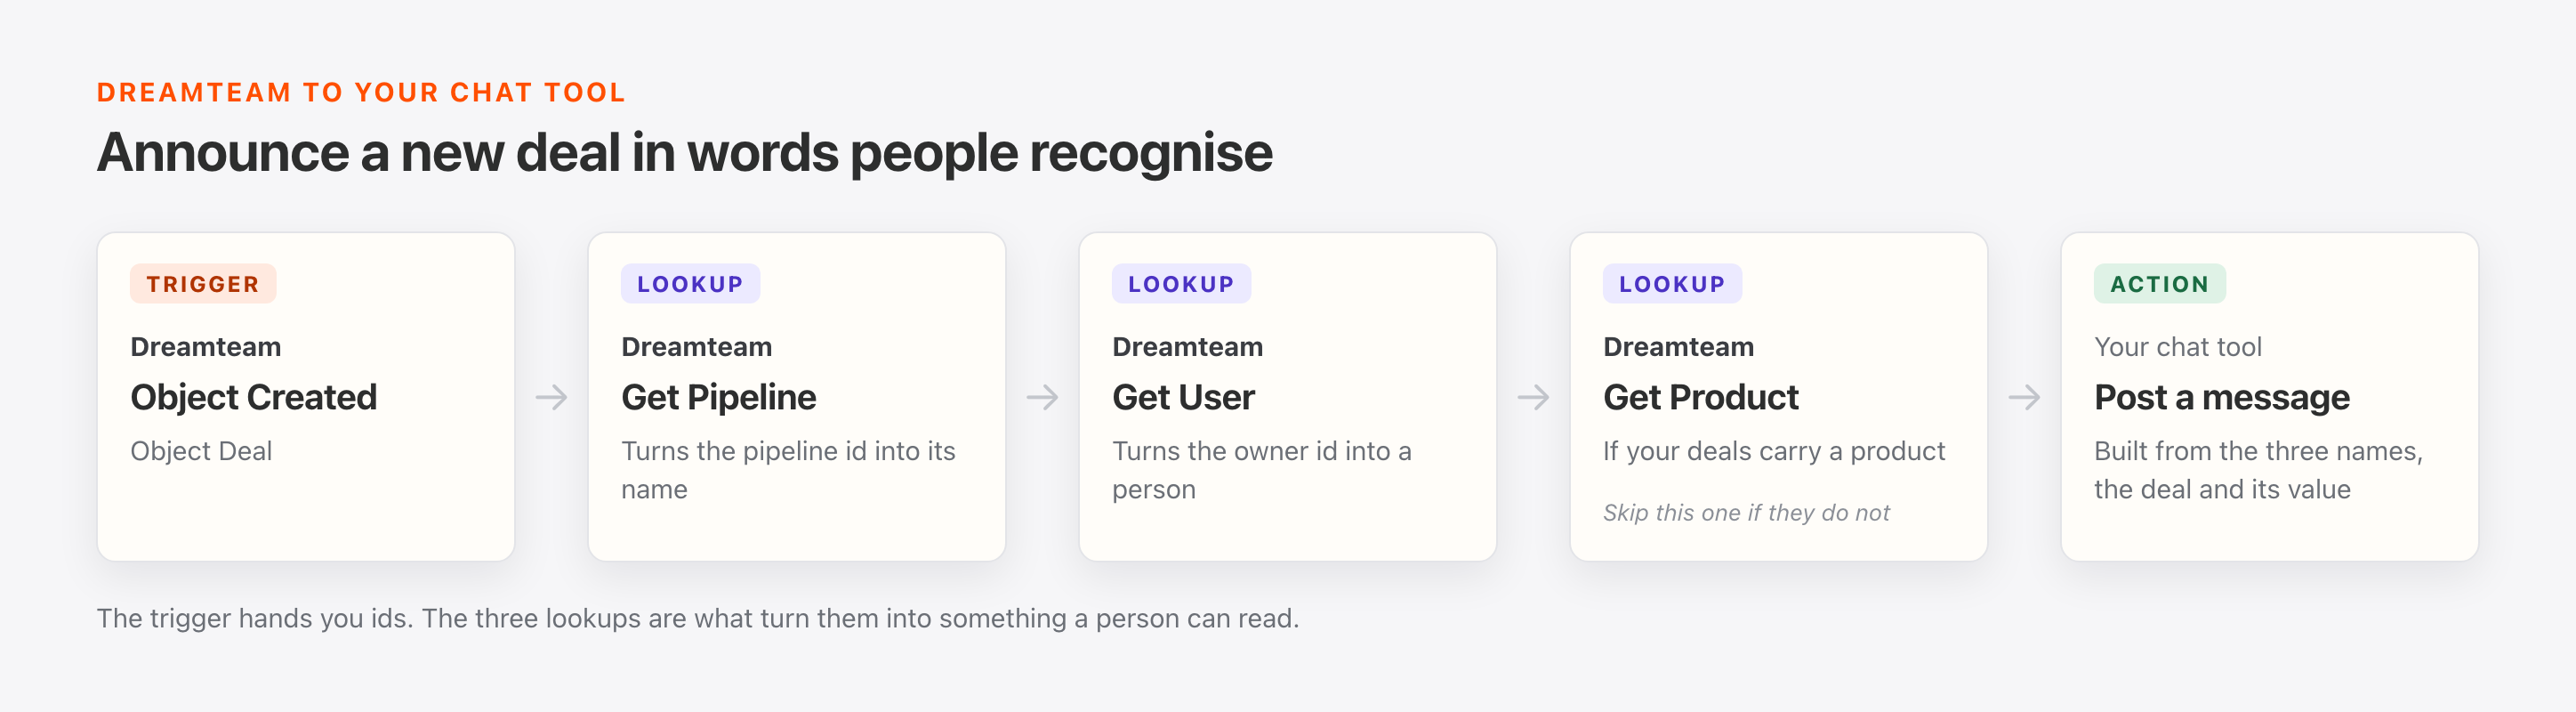 DREAMTEAM TO YOUR CHAT TOOL
Announce a new deal in words people recognise
TRIGGER
Dreamteam
Object Created
Object Deal
LOOKUP
Dreamteam
Get Pipeline
Turns the pipeline id into its
name
LOOKUP
Dreamteam
Get User
Turns the owner id into a
person
LOOKUP
Dreamteam
Get Product
If your deals carry a product
Skip this one if they do not
ACTION
Your chat tool
Post a message
Built from the three names,
the deal and its value
The trigger hands you ids. The three lookups are what turn them into something a person can read.